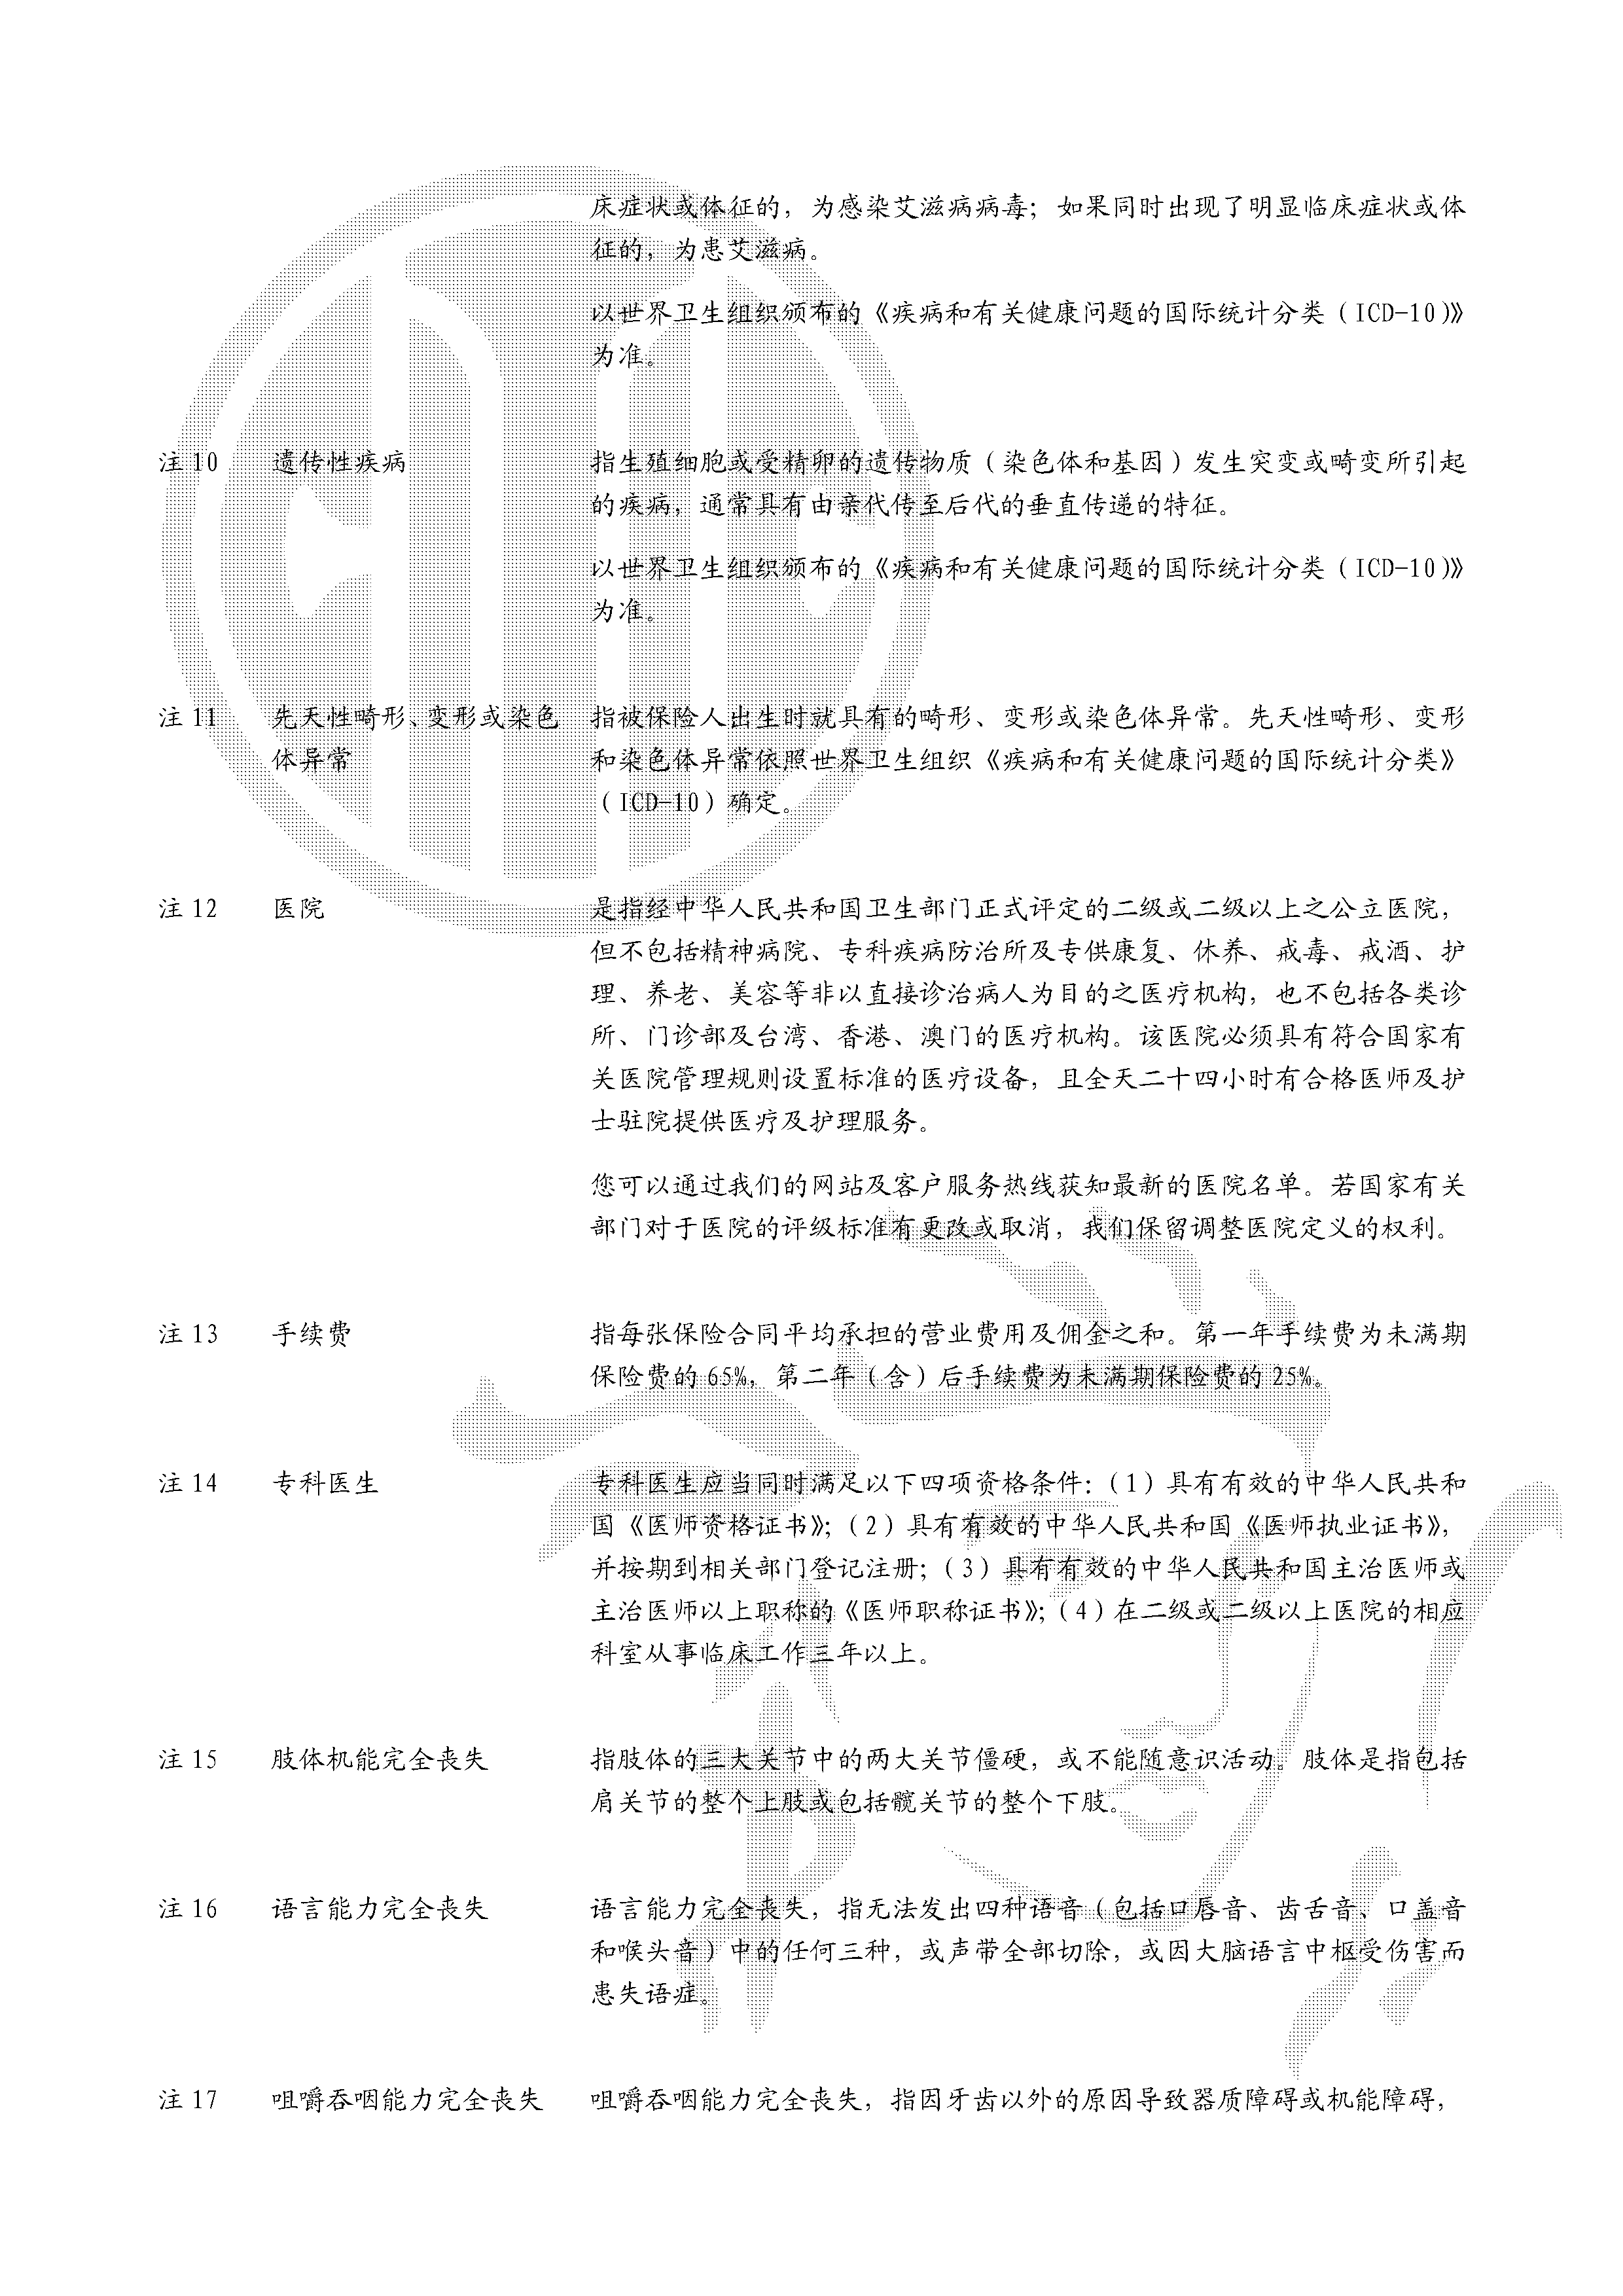 床症状或体征的，为感染艾滋病病毒；如果同时出现了明显临床症状或体
征的，为患艾滋病。
以世界卫生组织颁布的《疾病和有关健康问题的国际统计分类（ICD-10）》
为准。
注 10 遗传性疾病 指生殖细胞或受精卵的遗传物质（染色体和基因）发生突变或畸变所引起
的疾病，通常具有由亲代传至后代的垂直传递的特征。
以世界卫生组织颁布的《疾病和有关健康问题的国际统计分类（ICD-10）》
为准。
注 11 先天性畸形、变形或染色 指被保险人出生时就具有的畸形、变形或染色体异常。先天性畸形、变形
体异常 和染色体异常依照世界卫生组织《疾病和有关健康问题的国际统计分类》
（ICD-10）确定。
注 12 医院 是指经中华人民共和国卫生部门正式评定的二级或二级以上之公立医院，
但不包括精神病院、专科疾病防治所及专供康复、休养、戒毒、戒酒、护
理、养老、美容等非以直接诊治病人为目的之医疗机构，也不包括各类诊
所、门诊部及台湾、香港、澳门的医疗机构。该医院必须具有符合国家有
关医院管理规则设置标准的医疗设备，且全天二十四小时有合格医师及护
士驻院提供医疗及护理服务。
您可以通过我们的网站及客户服务热线获知最新的医院名单。若国家有关
部门对于医院的评级标准有更改或取消，我们保留调整医院定义的权利。
注 13 手续费 指每张保险合同平均承担的营业费用及佣金之和。第一年手续费为未满期
保险费的 65%，第二年（含）后手续费为未满期保险费的 25%。
注 14 专科医生 专科医生应当同时满足以下四项资格条件：（1）具有有效的中华人民共和
国《医师资格证书》；（2）具有有效的中华人民共和国《医师执业证书》，
并按期到相关部门登记注册；（3）具有有效的中华人民共和国主治医师或
主治医师以上职称的《医师职称证书》；（4）在二级或二级以上医院的相应
科室从事临床工作三年以上。
注 15 肢体机能完全丧失 指肢体的三大关节中的两大关节僵硬，或不能随意识活动。肢体是指包括
肩关节的整个上肢或包括髋关节的整个下肢。
注 16 语言能力完全丧失 语言能力完全丧失，指无法发出四种语音（包括口唇音、齿舌音、口盖音
和喉头音）中的任何三种，或声带全部切除，或因大脑语言中枢受伤害而
患失语症。
注 17 咀嚼吞咽能力完全丧失 咀嚼吞咽能力完全丧失，指因牙齿以外的原因导致器质障碍或机能障碍，